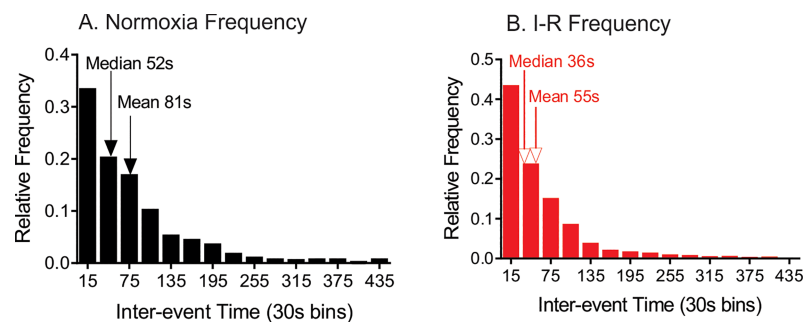 A. Normoxia Frequency
Relative Frequency
0.4
0.3
0.2
0.1
0.0
Median 52s
Mean 81s
15 75 135 195 255 315 375 435
Inter-event Time (30s bins)
B. I-R Frequency
Relative Frequency
0.5
0.4
0.3
0.2
0.1
0.0
Median 36s
Mean 55s
15 75 135 195 255 315 375 435
Inter-event Time (30s bins)